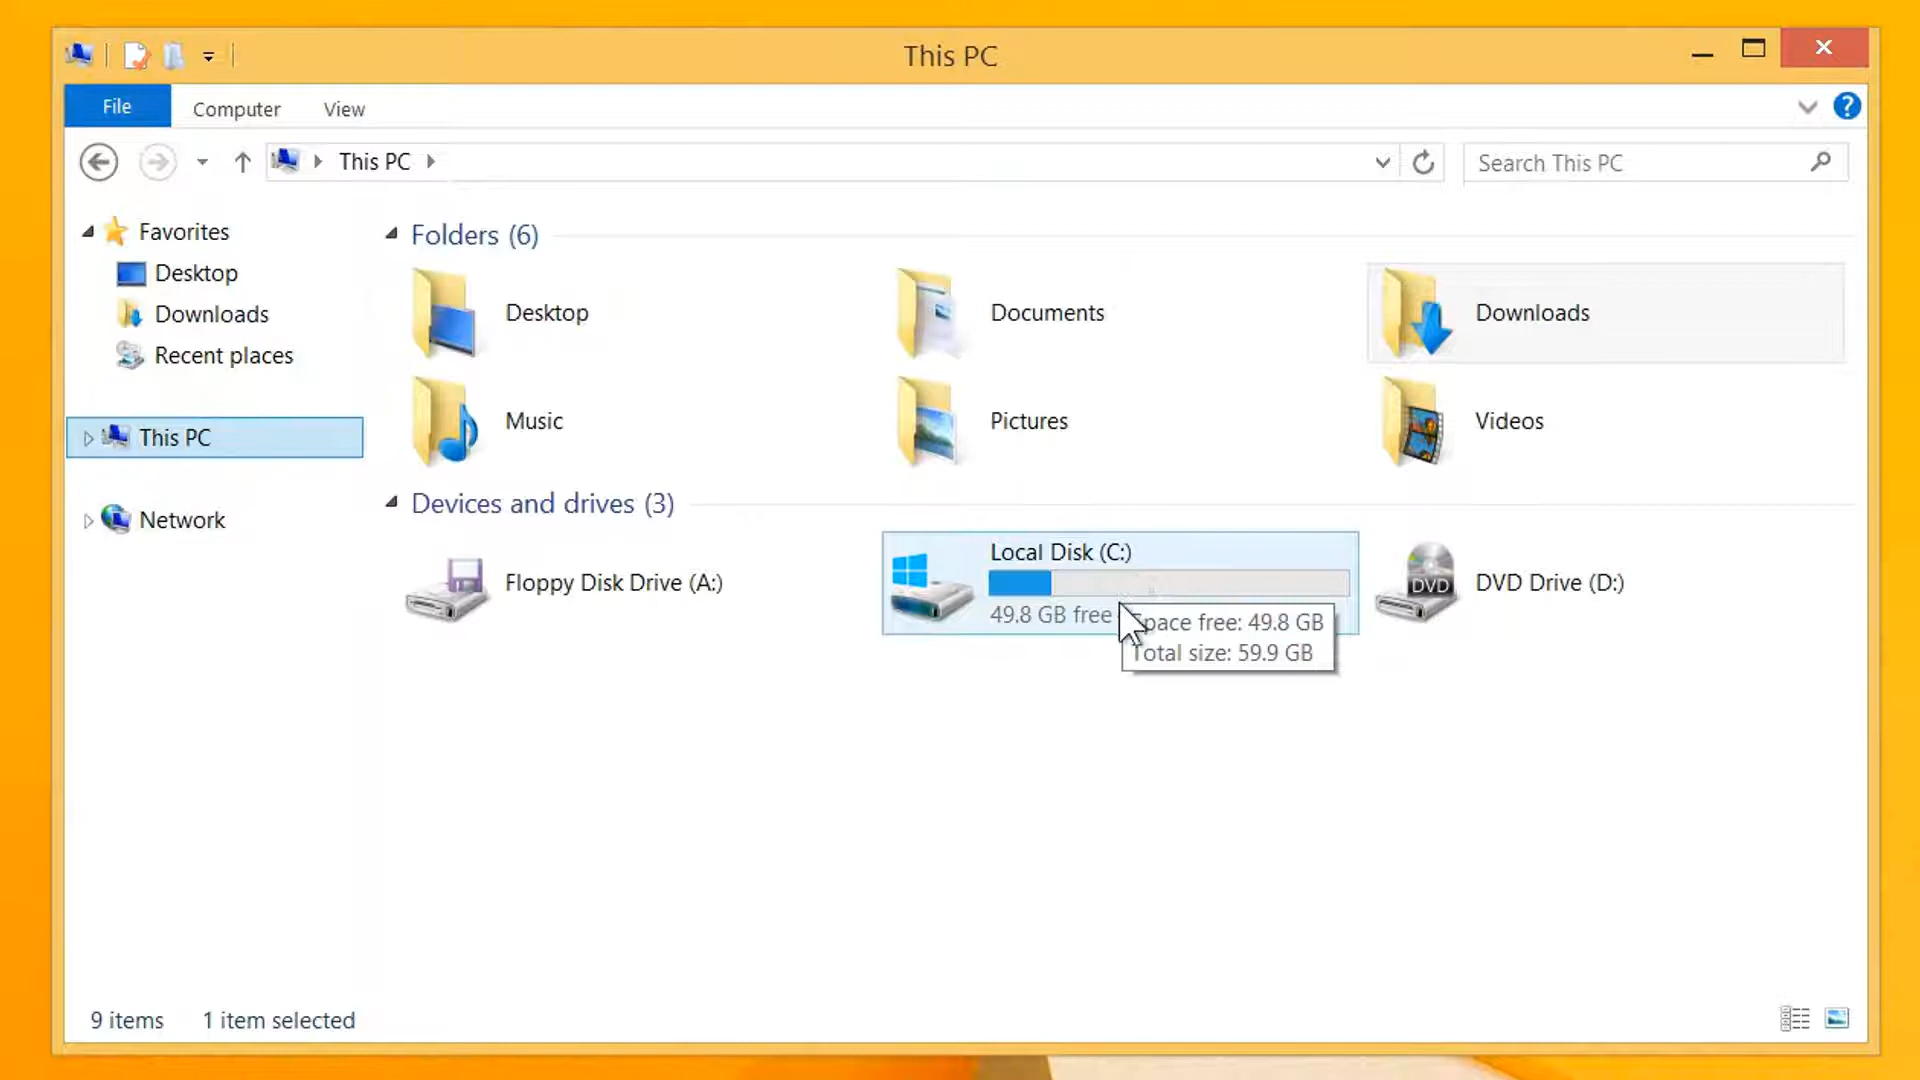 This PC
File
Computer
View
This PC
Search This PC
Favorites
Desktop
Downloads
Recent places
This PC
Network
Folders (6)
Desktop
Documents
Downloads
Music
Pictures
Videos
Devices and drives (3)
Floppy Disk Drive (A:)
Local Disk (C:)
49.8 GB free
free: 49.8 GB
size: 59.9 GB
DVD
DVD Drive (D:)
9 items
1 item selected